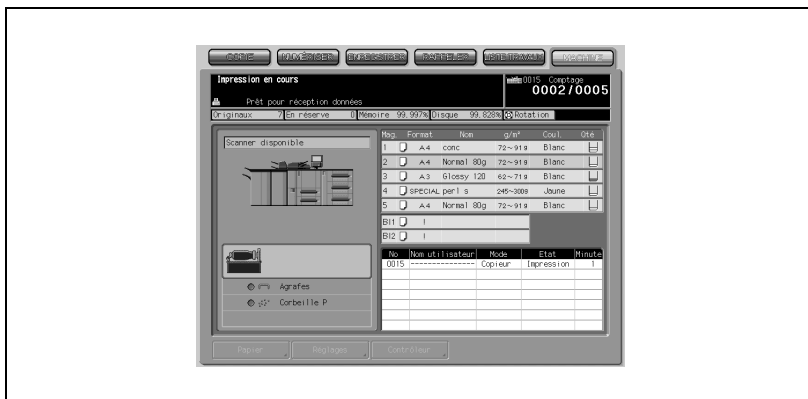 COPIE NUMÉRISER ENREGISTRER RAPPELER LISTE TRAVAUX MACHINE
Impression en cours
0015 Comptage
0002/0005
Prêt pour réception données
Originaux 7 En réserve 0 Mémoire 99.997% Disque 99.828% Rotation
Scanner disponible
Mag. Format Nom g/m² Coul. Qté
1 A4 conc 72~91g Blanc
2 A4 Normal 80g 72~91g Blanc
3 A3 Glossy 120 62~71g Blanc
4 SPECIAL perl s 245~300g Jaune
5 A4 Normal 80g 72~91g Blanc
BI1 !
BI2 !
No Nom utilisateur Mode Etat Minute
0015 --------------- Copieur Impression 1
Agrafes
Corbeille P
Papier Réglages Contrôleur